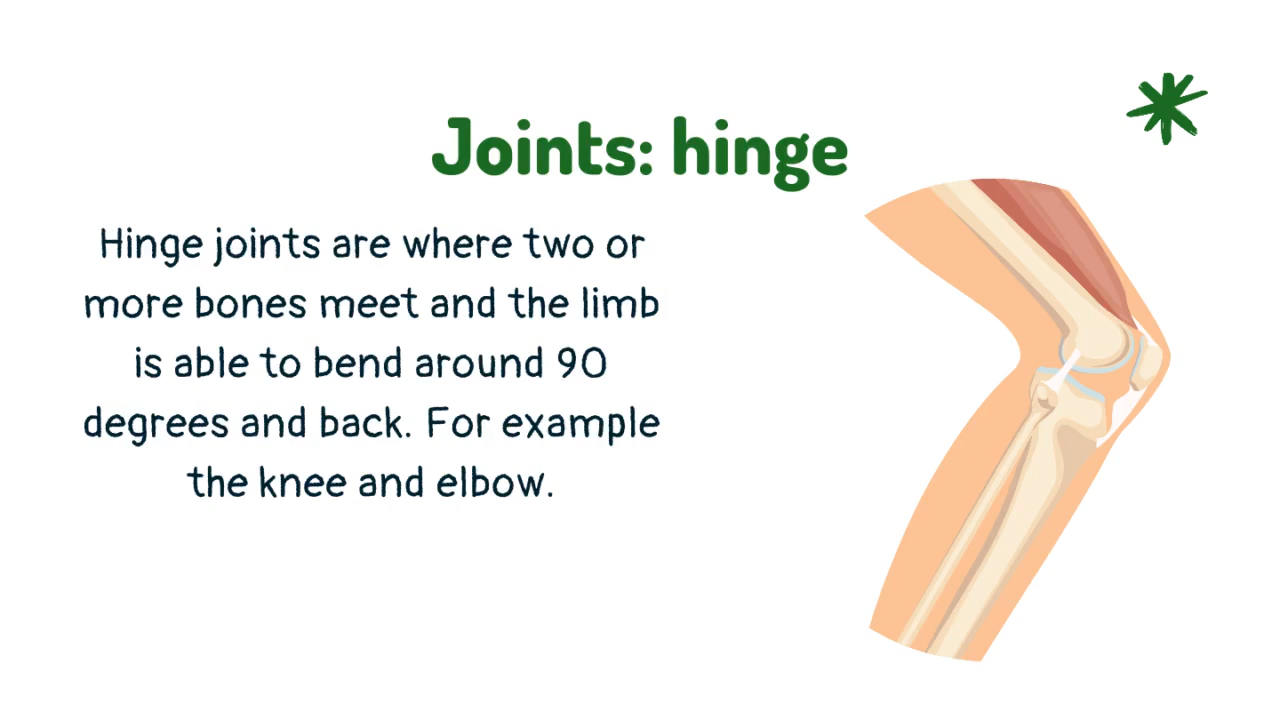 Joints: hinge
Hinge joints are where two or
more bones meet and the limb
is able to bend around 90
degrees and back. For example
the knee and elbow.